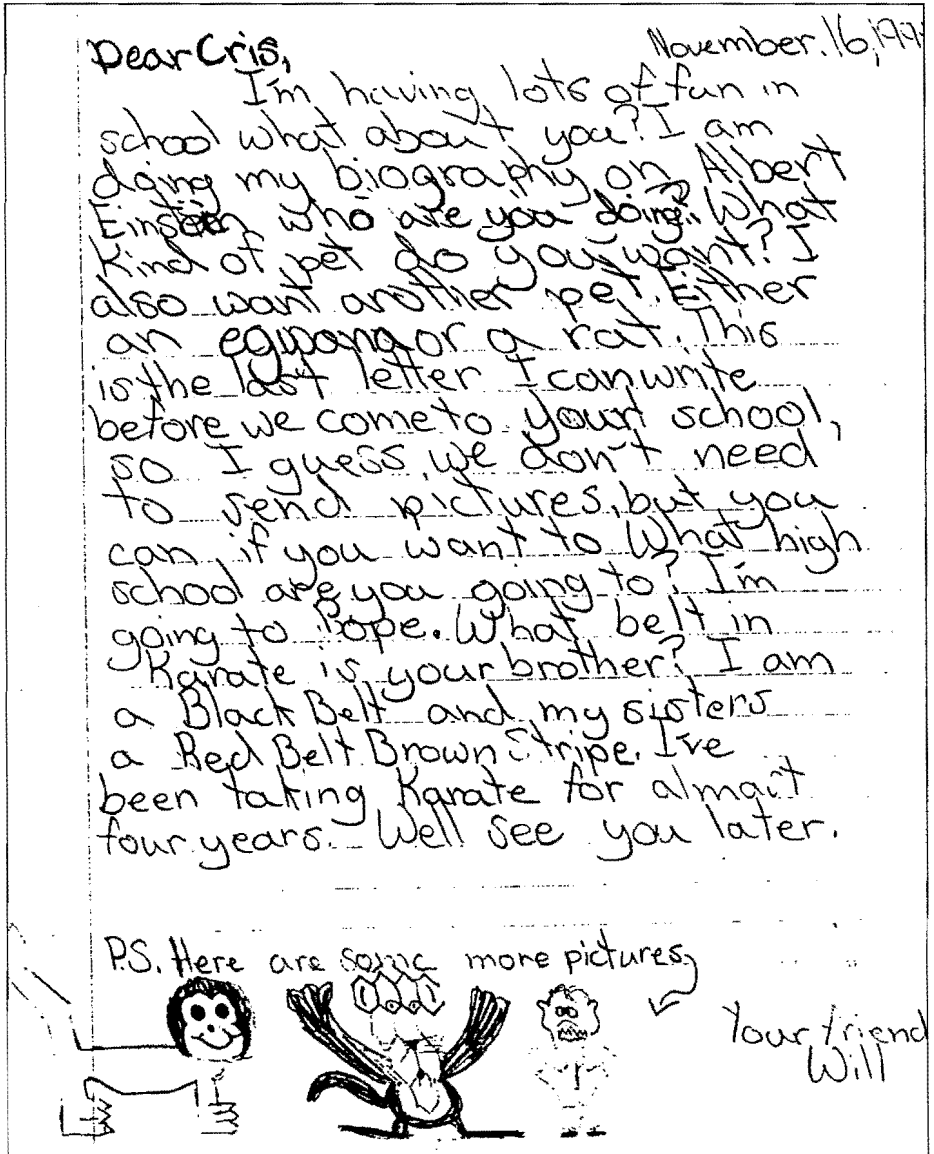 November.16,199
Dear Cris,
I'm having lots of fun in
school what about you? I am
doing my biography on Albert
Einstein who are you doing? What
Kind of pet do you want? I
also want another pet. Either
an egwana or a rat. This
is the last letter I can write
before we come to your school,
so I guess we don't need
to send pictures, but you
can if you want to What high
school are you going to? I'm
going to Pope. What belt in
Karate is your brother? I am
a Black Belt and my sisters
a Red Belt Brown Stripe. I've
been taking Karate for almost
four years. Well see you later.
P.S. Here are some more pictures,
Your friend
Will